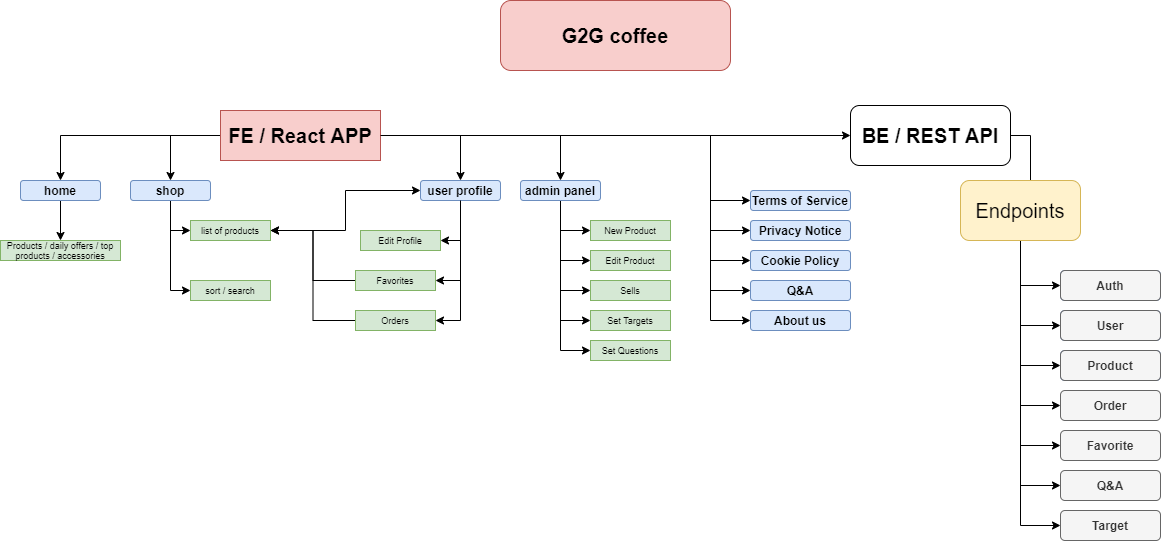 G2G coffee
FE / React APP
BE / REST API
home
shop
user profile
admin panel
Terms of Service
Privacy Notice
Cookie Policy
Q&A
About us
Endpoints
Products / daily offers / top
products / accessories
list of products
sort / search
Edit Profile
Favorites
Orders
New Product
Edit Product
Sells
Set Targets
Set Questions
Auth
User
Product
Order
Favorite
Q&A
Target